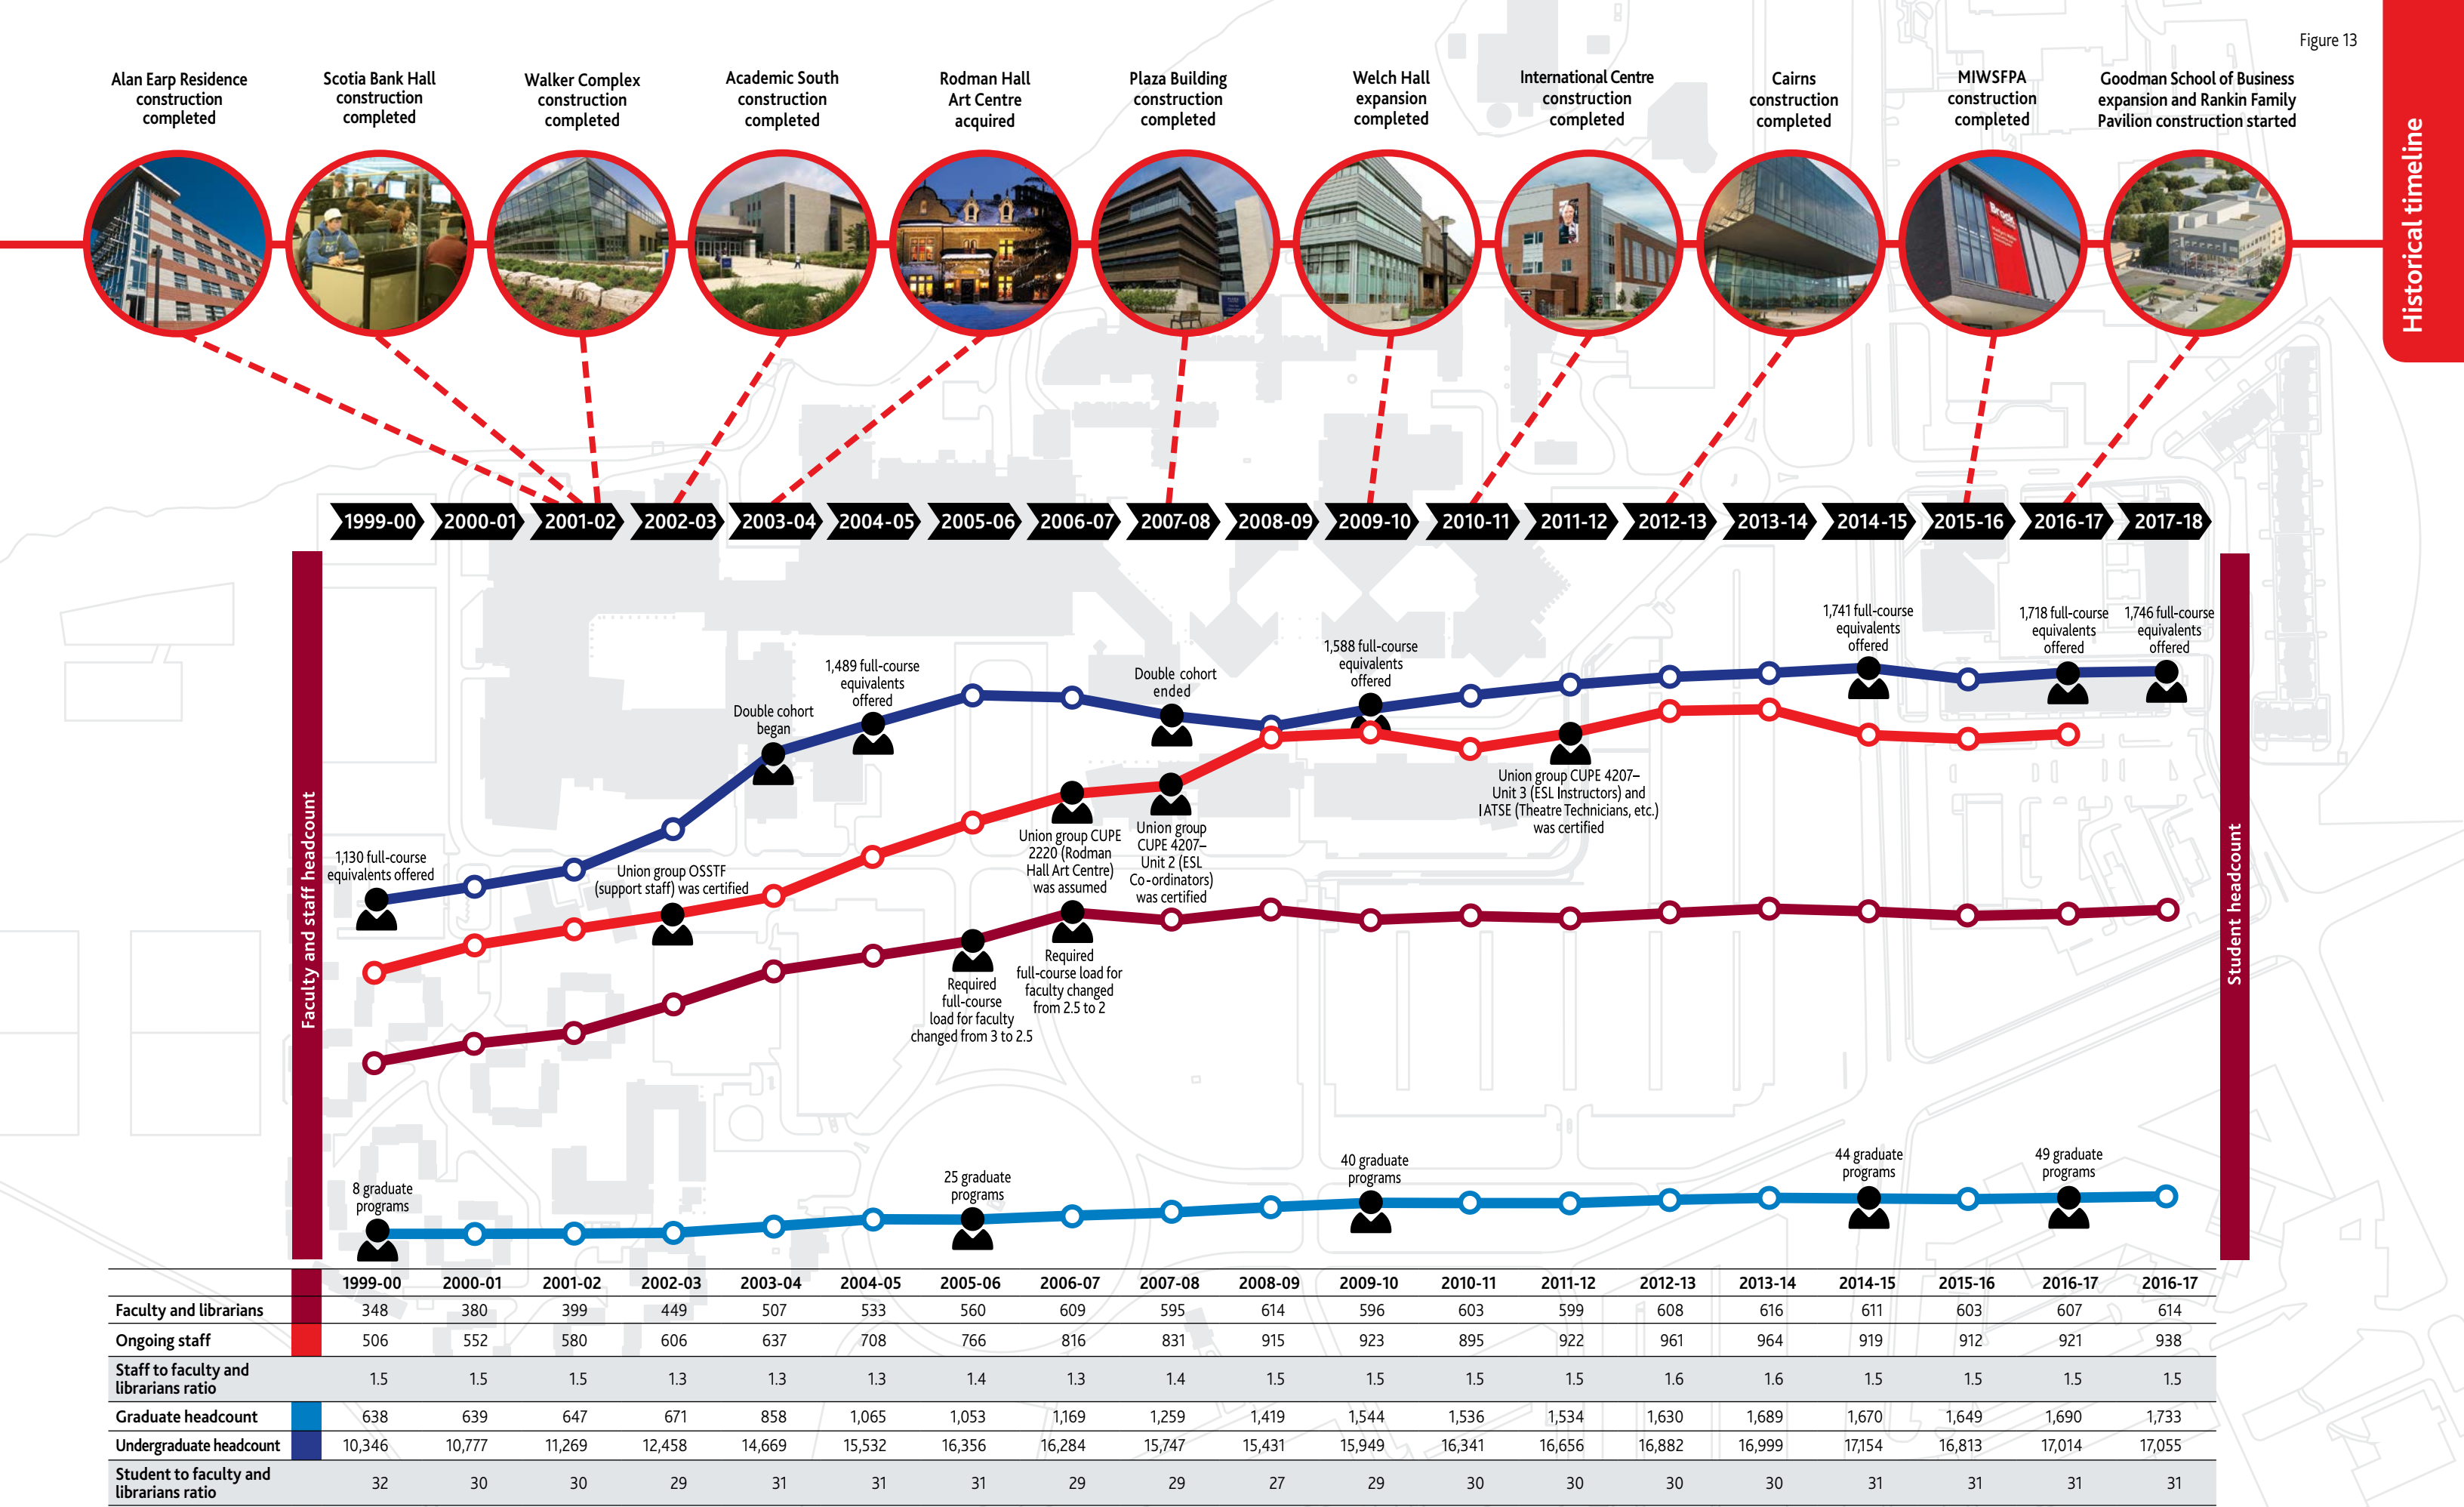 Figure 13
Historical timeline
Alan Earp Residence
construction
completed
Scotia Bank Hall
construction
completed
Walker Complex
construction
completed
Academic South
construction
completed
Rodman Hall
Art Centre
acquired
Plaza Building
construction
completed
Welch Hall
expansion
completed
International Centre
construction
completed
Cairns
construction
completed
MIWSFPA
construction
completed
Goodman School of Business
expansion and Rankin Family
Pavilion construction started
Brock
1999-00 2000-01 2001-02 2002-03 2003-04 2004-05 2005-06 2006-07 2007-08 2008-09 2009-10 2010-11 2011-12 2012-13 2013-14 2014-15 2015-16 2016-17 2017-18
Faculty and staff headcount
Student headcount
1,130 full-course
equivalents offered
Double cohort
began
1,489 full-course
equivalents
offered
Double cohort
ended
1,588 full-course
equivalents
offered
1,741 full-course
equivalents
offered
1,718 full-course
equivalents
offered
1,746 full-course
equivalents
offered
Union group OSSTF
(support staff) was certified
Union group CUPE
2220 (Rodman
Hall Art Centre)
was assumed
Union group
CUPE 4207–
Unit 2 (ESL
Co-ordinators)
was certified
Union group CUPE 4207–
Unit 3 (ESL Instructors) and
IATSE (Theatre Technicians, etc.)
was certified
Required
full-course
load for faculty
changed from 3 to 2.5
Required
full-course load for
faculty changed
from 2.5 to 2
8 graduate
programs
25 graduate
programs
40 graduate
programs
44 graduate
programs
49 graduate
programs
1999-00 2000-01 2001-02 2002-03 2003-04 2004-05 2005-06 2006-07 2007-08 2008-09 2009-10 2010-11 2011-12 2012-13 2013-14 2014-15 2015-16 2016-17 2016-17
Faculty and librarians 348 380 399 449 507 533 560 609 595 614 596 603 599 608 616 611 603 607 614
Ongoing staff 506 552 580 606 637 708 766 816 831 915 923 895 922 961 964 919 912 921 938
Staff to faculty and
librarians ratio 1.5 1.5 1.5 1.3 1.3 1.3 1.4 1.3 1.4 1.5 1.5 1.5 1.5 1.6 1.6 1.5 1.5 1.5 1.5
Graduate headcount 638 639 647 671 858 1,065 1,053 1,169 1,259 1,419 1,544 1,536 1,534 1,630 1,689 1,670 1,649 1,690 1,733
Undergraduate headcount 10,346 10,777 11,269 12,458 14,669 15,532 16,356 16,284 15,747 15,431 15,949 16,341 16,656 16,882 16,999 17,154 16,813 17,014 17,055
Student to faculty and
librarians ratio 32 30 30 29 31 31 31 29 29 27 29 30 30 30 30 31 31 31 31